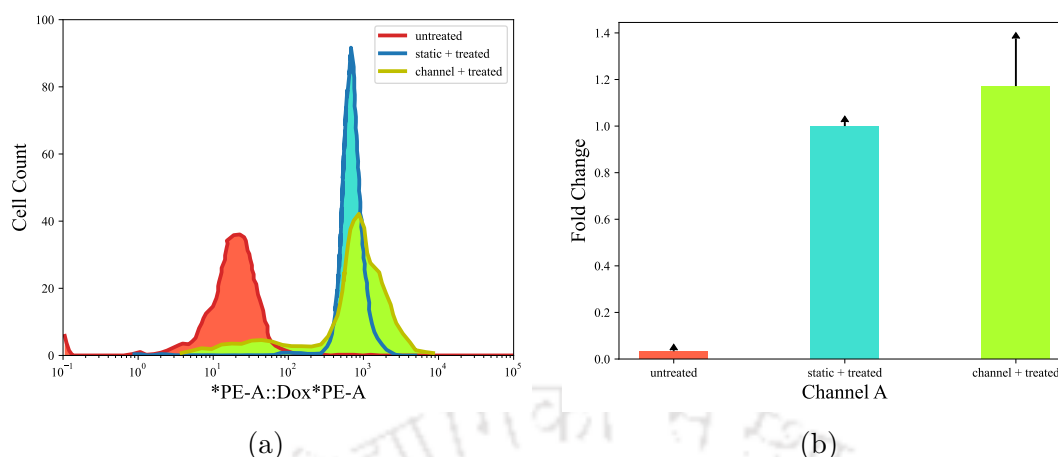 100
80
60
40
20
0
10⁻¹ 10⁰ 10¹ 10² 10³ 10⁴ 10⁵
Cell Count
*PE-A::Dox*PE-A
untreated
static + treated
channel + treated
(a)
1.4
1.2
1.0
0.8
0.6
0.4
0.2
0.0
Fold Change
untreated static + treated channel + treated
Channel A
(b)